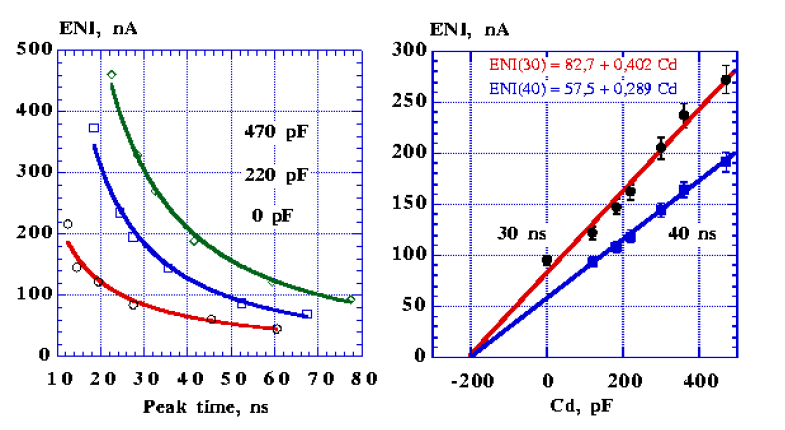 ENI, nA
500
400
300
200
100
0
470 pF
220 pF
0 pF
10 20 30 40 50 60 70 80
Peak time, ns
ENI, nA
300
250
200
150
100
50
0
ENI(30) = 82,7 + 0,402 Cd
ENI(40) = 57,5 + 0,289 Cd
30 ns
40 ns
-200 0 200 400
Cd, pF